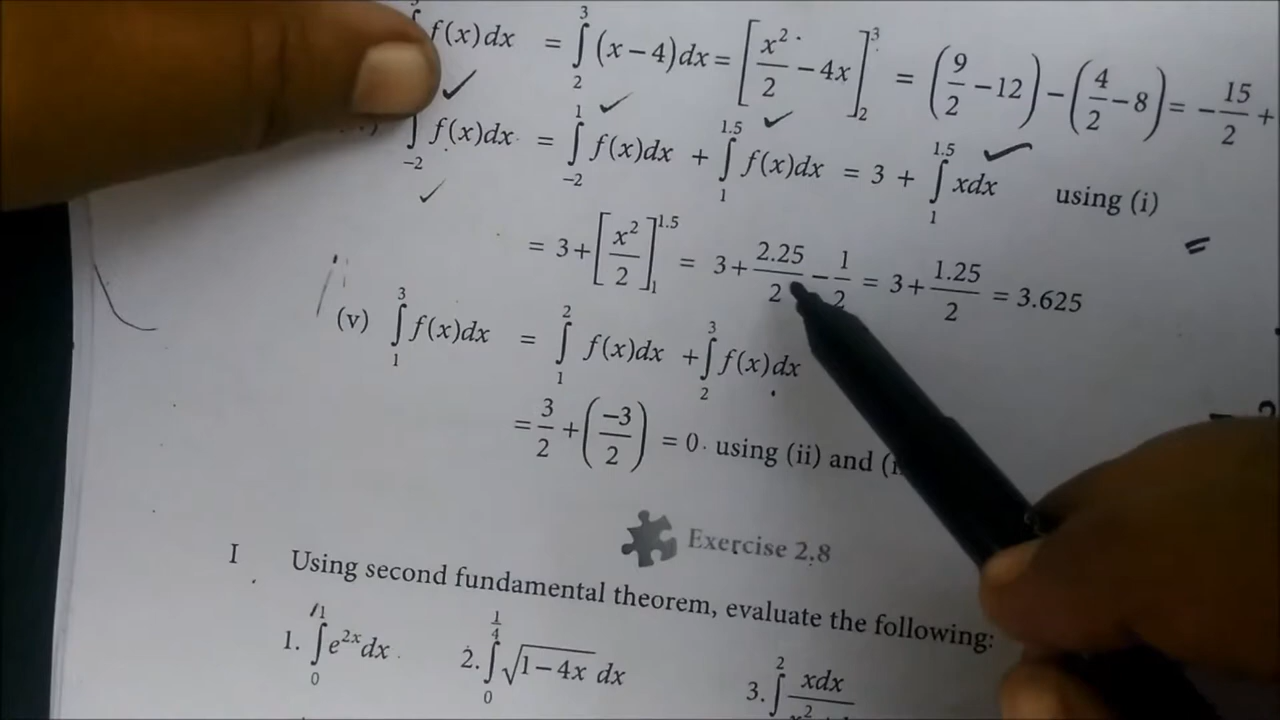 f(x)dx = ∫₂³ (x − 4)dx = [x²/2 − 4x]₂³ = (9/2 − 12) − (4/2 − 8) = −15/2 +
∫₋₂ f(x)dx = ∫₋₂¹ f(x)dx + ∫₁^1.5 f(x)dx = 3 + ∫₁^1.5 xdx using (i)
= 3 + [x²/2]₁^1.5 = 3 + 2.25/2 − 1/2 = 3 + 1.25/2 = 3.625
(v) ∫₁³ f(x)dx = ∫₁² f(x)dx + ∫₂³ f(x)dx
= 3/2 + (−3/2) = 0. using (ii) and
Exercise 2.8
I Using second fundamental theorem, evaluate the following:
1. ∫₀¹ e^2x dx 2. ∫₀^1/4 √(1 − 4x) dx 3. ∫² xdx